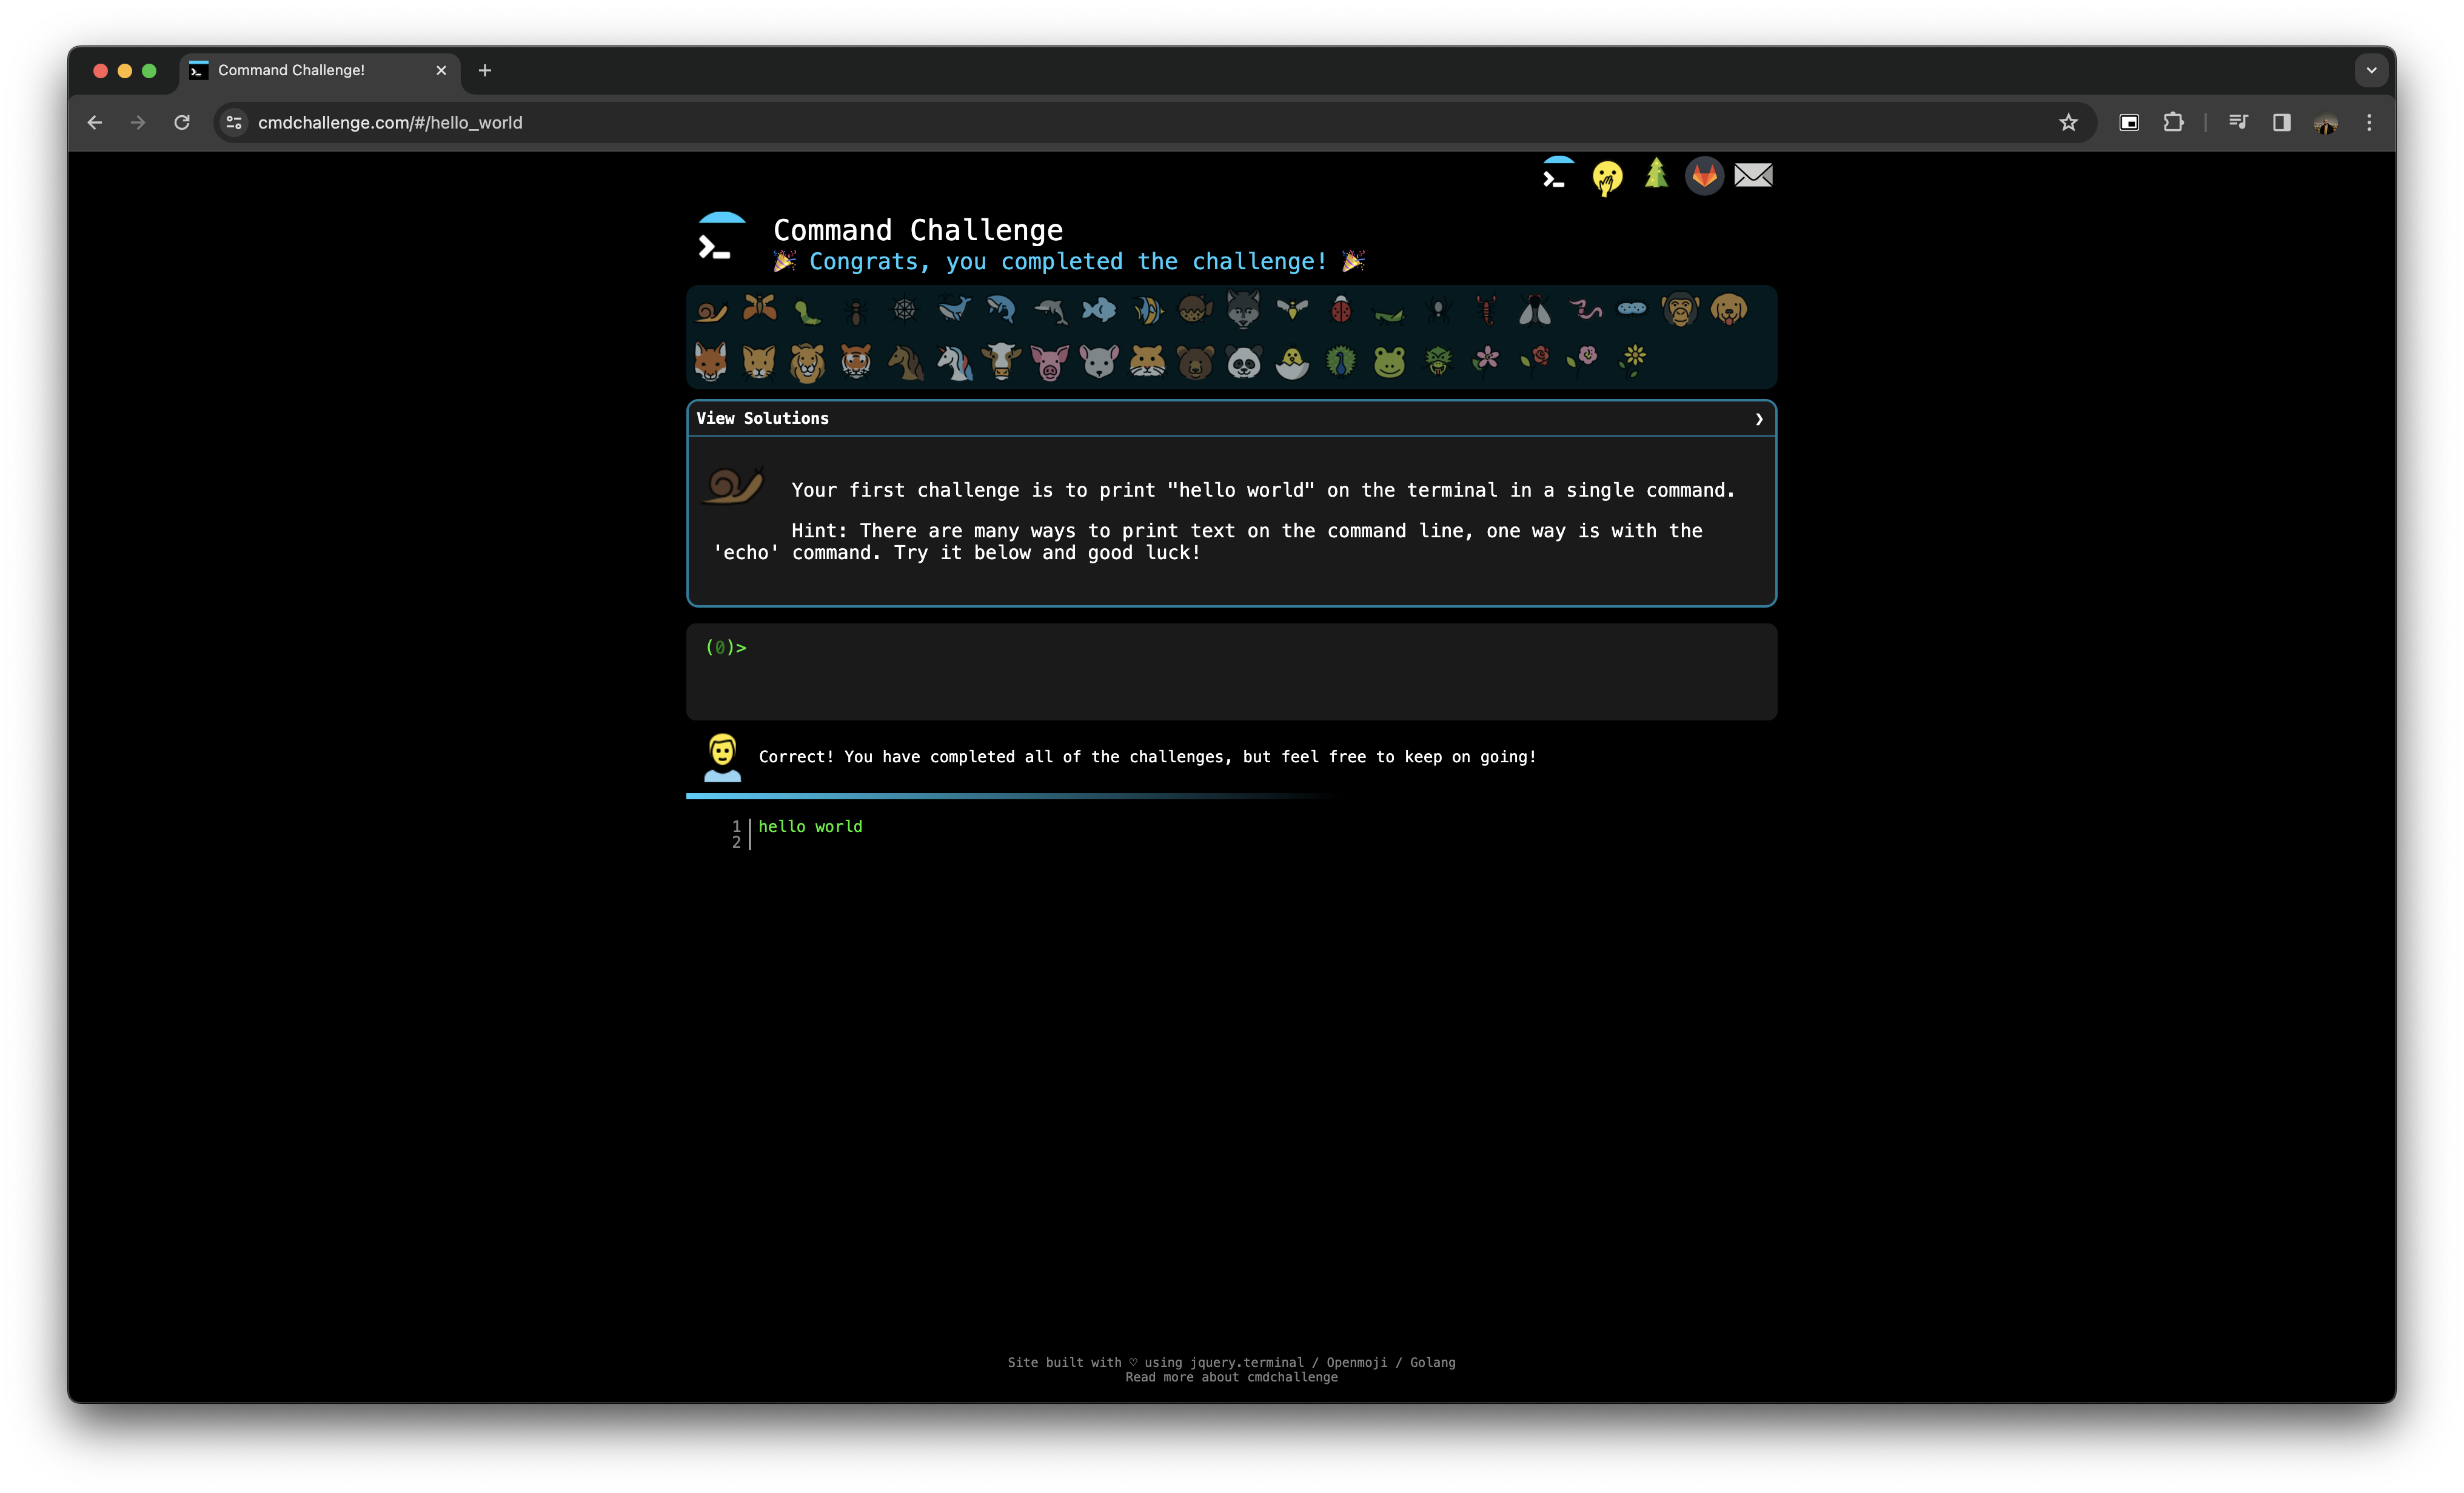 Command Challenge!
cmdchallenge.com/#/hello_world
Command Challenge
Congrats, you completed the challenge!
View Solutions
Your first challenge is to print "hello world" on the terminal in a single command.
Hint: There are many ways to print text on the command line, one way is with the
'echo' command. Try it below and good luck!
(0)>
Correct! You have completed all of the challenges, but feel free to keep on going!
1 hello world
2
Site built with ♡ using jquery.terminal / Openmoji / Golang
Read more about cmdchallenge